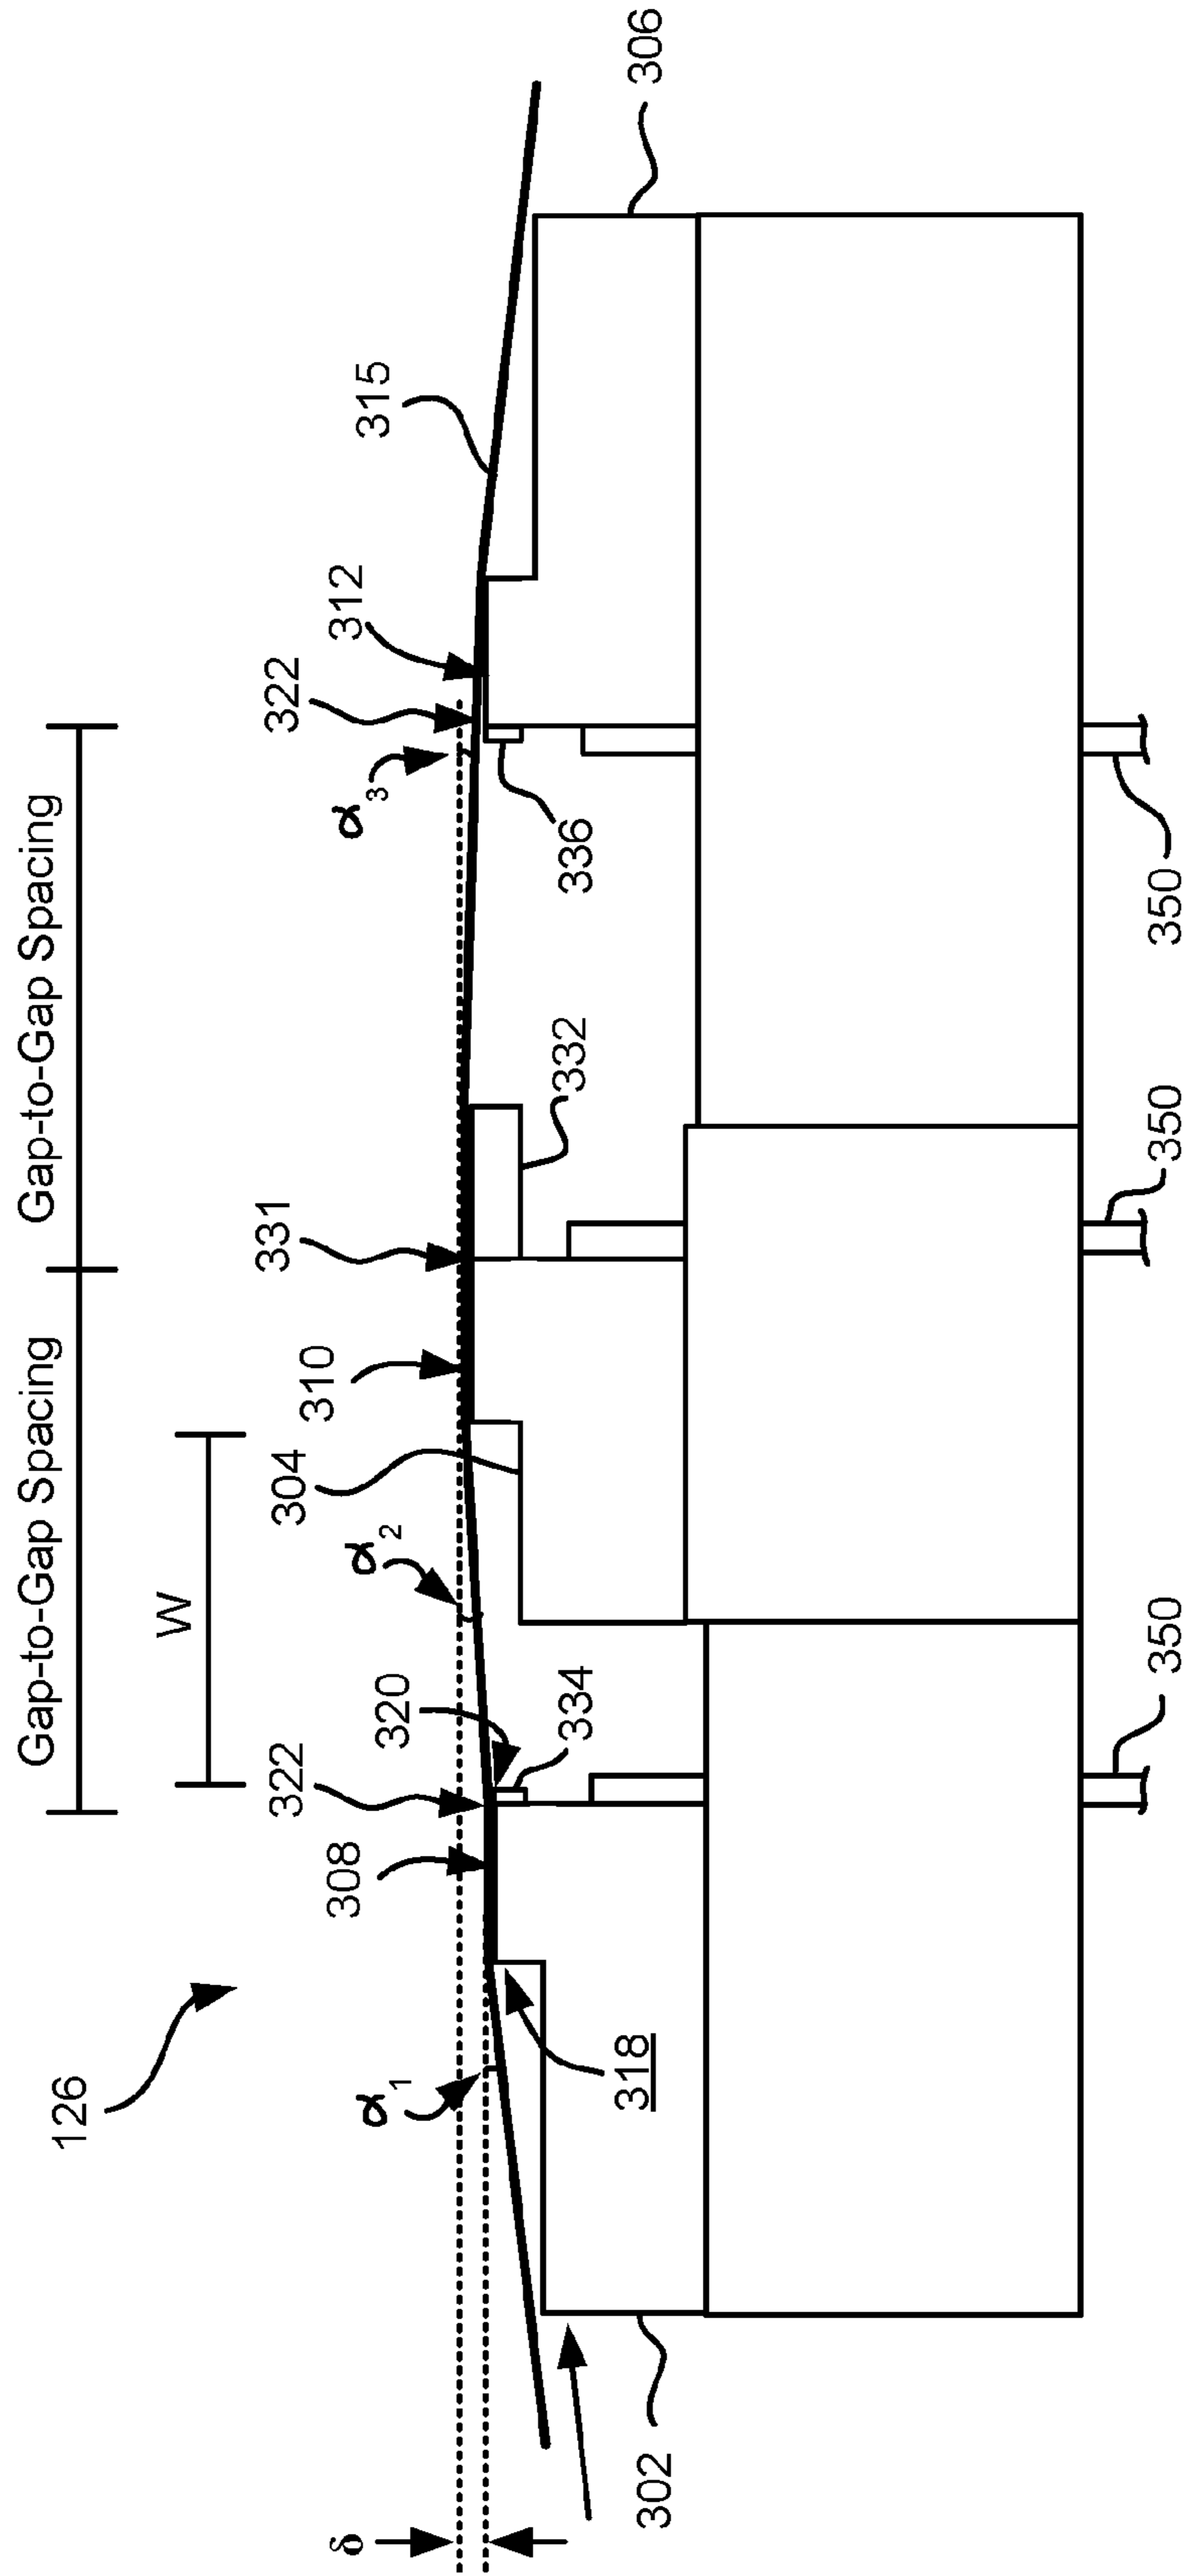 Gap-to-Gap Spacing
Gap-to-Gap Spacing
W
126
δ
α1
308
322
320
334
α2
304
310
331
332
α3
322
312
336
315
306
302
318
350
350
350